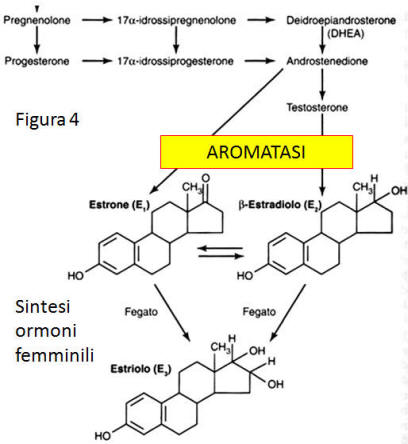 Pregnenolone 17α-idrossipregnenolone Deidroepiandrosterone
(DHEA)
Progesterone 17α-idrossiprogesterone Androstenedione
Testosterone
Figura 4
AROMATASI
Estrone (E₁) CH₃ O
β-Estradiolo (E₂) CH₃ H OH
HO
HO
Fegato Fegato
Sintesi
ormoni
femminili
Estriolo (E₃) CH₃ H OH
H
OH
HO